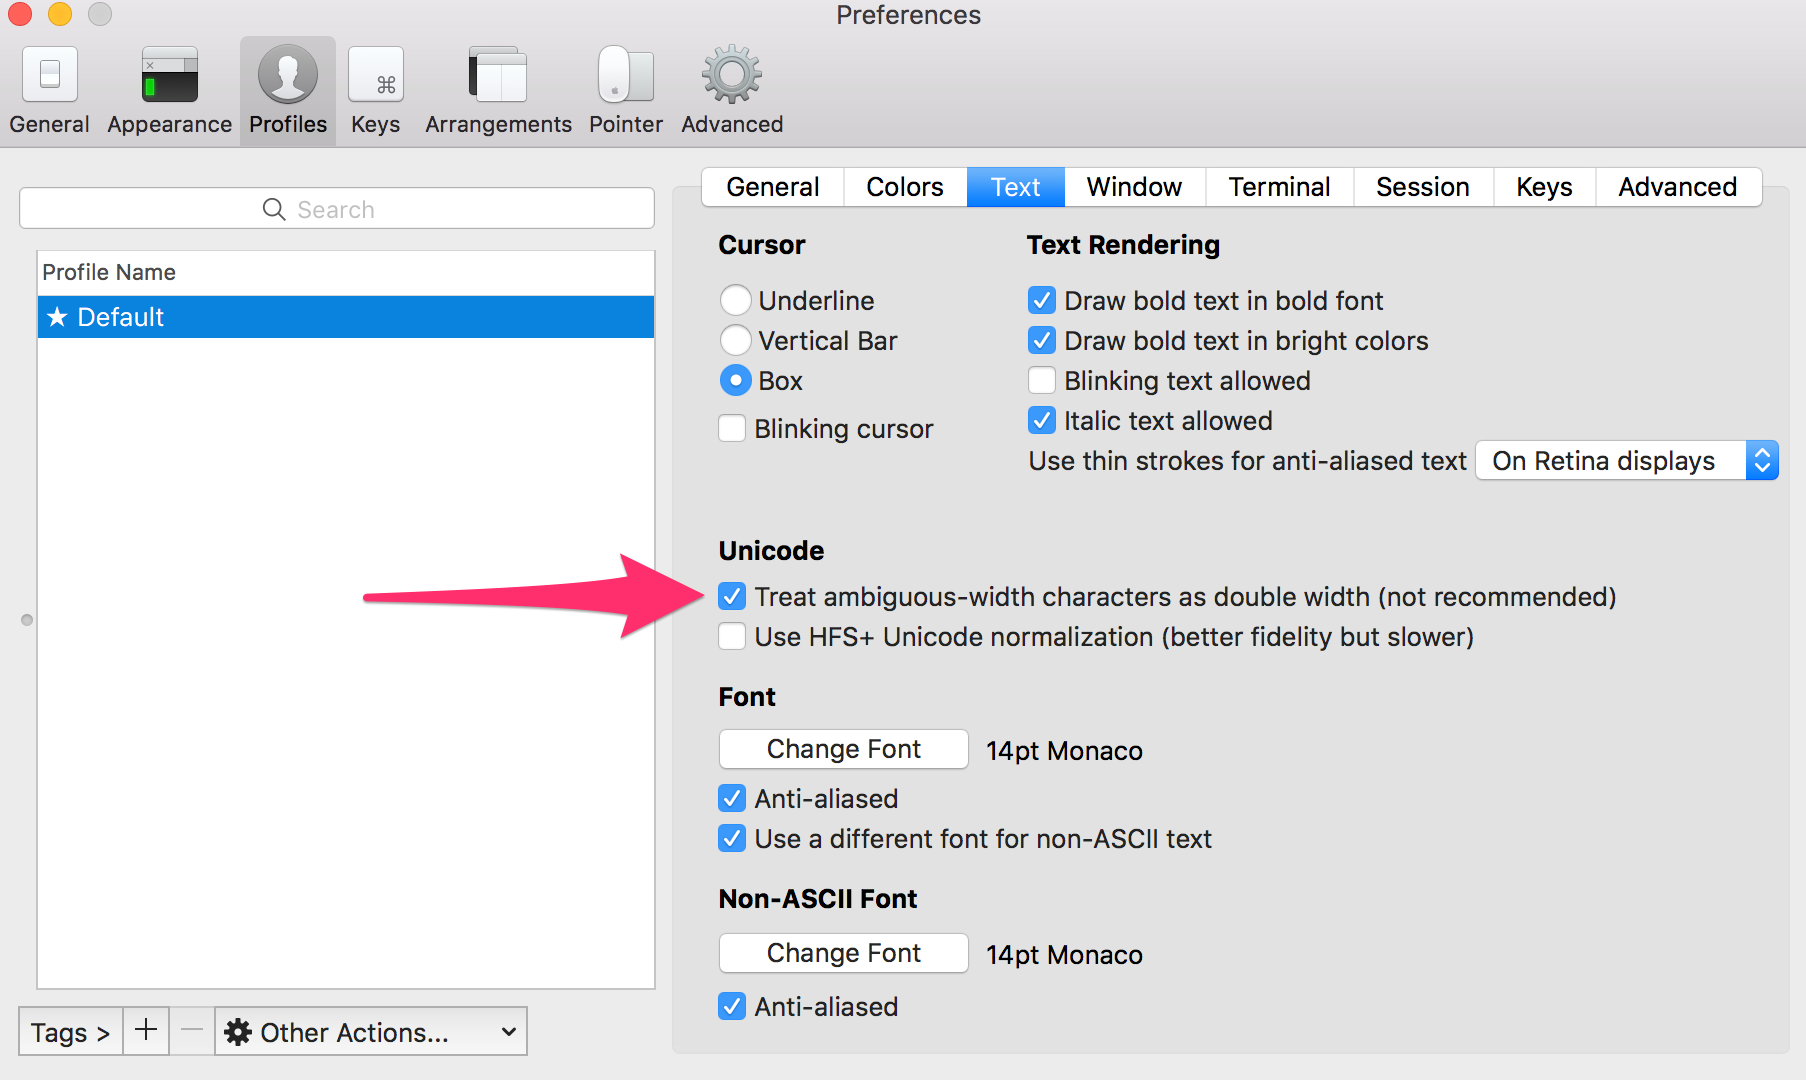 Preferences
General Appearance Profiles Keys Arrangements Pointer Advanced
Search
Profile Name
★ Default
Tags > + — Other Actions...
General Colors Text Window Terminal Session Keys Advanced
Cursor
Underline
Vertical Bar
Box
Blinking cursor
Text Rendering
Draw bold text in bold font
Draw bold text in bright colors
Blinking text allowed
Italic text allowed
Use thin strokes for anti-aliased text On Retina displays
Unicode
Treat ambiguous-width characters as double width (not recommended)
Use HFS+ Unicode normalization (better fidelity but slower)
Font
Change Font 14pt Monaco
Anti-aliased
Use a different font for non-ASCII text
Non-ASCII Font
Change Font 14pt Monaco
Anti-aliased